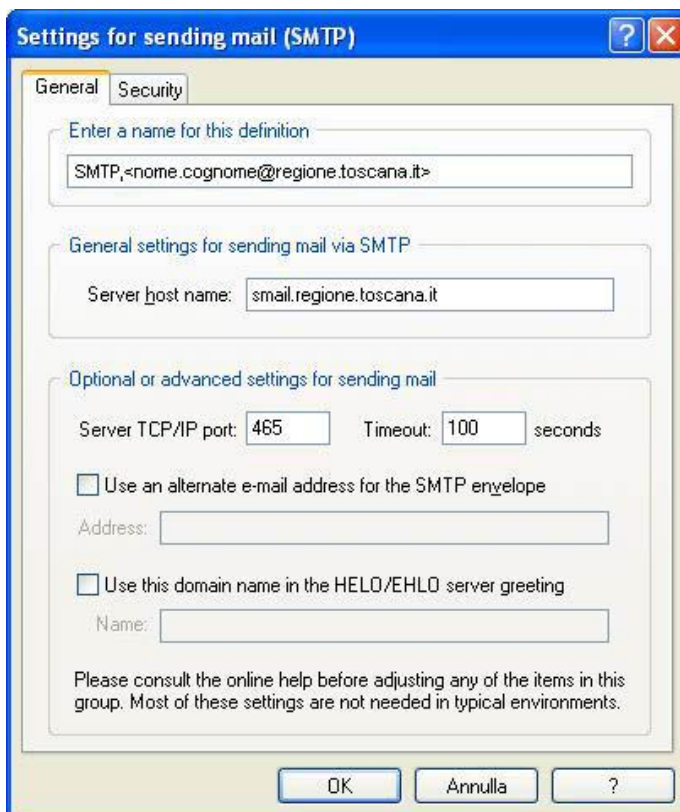 Settings for sending mail (SMTP)
General Security
Enter a name for this definition
SMTP,<nome.cognome@regione.toscana.it>
General settings for sending mail via SMTP
Server host name: smail.regione.toscana.it
Optional or advanced settings for sending mail
Server TCP/IP port: 465 Timeout: 100 seconds
Use an alternate e-mail address for the SMTP envelope
Address:
Use this domain name in the HELO/EHLO server greeting
Name:
Please consult the online help before adjusting any of the items in this
group. Most of these settings are not needed in typical environments.
OK Annulla ?